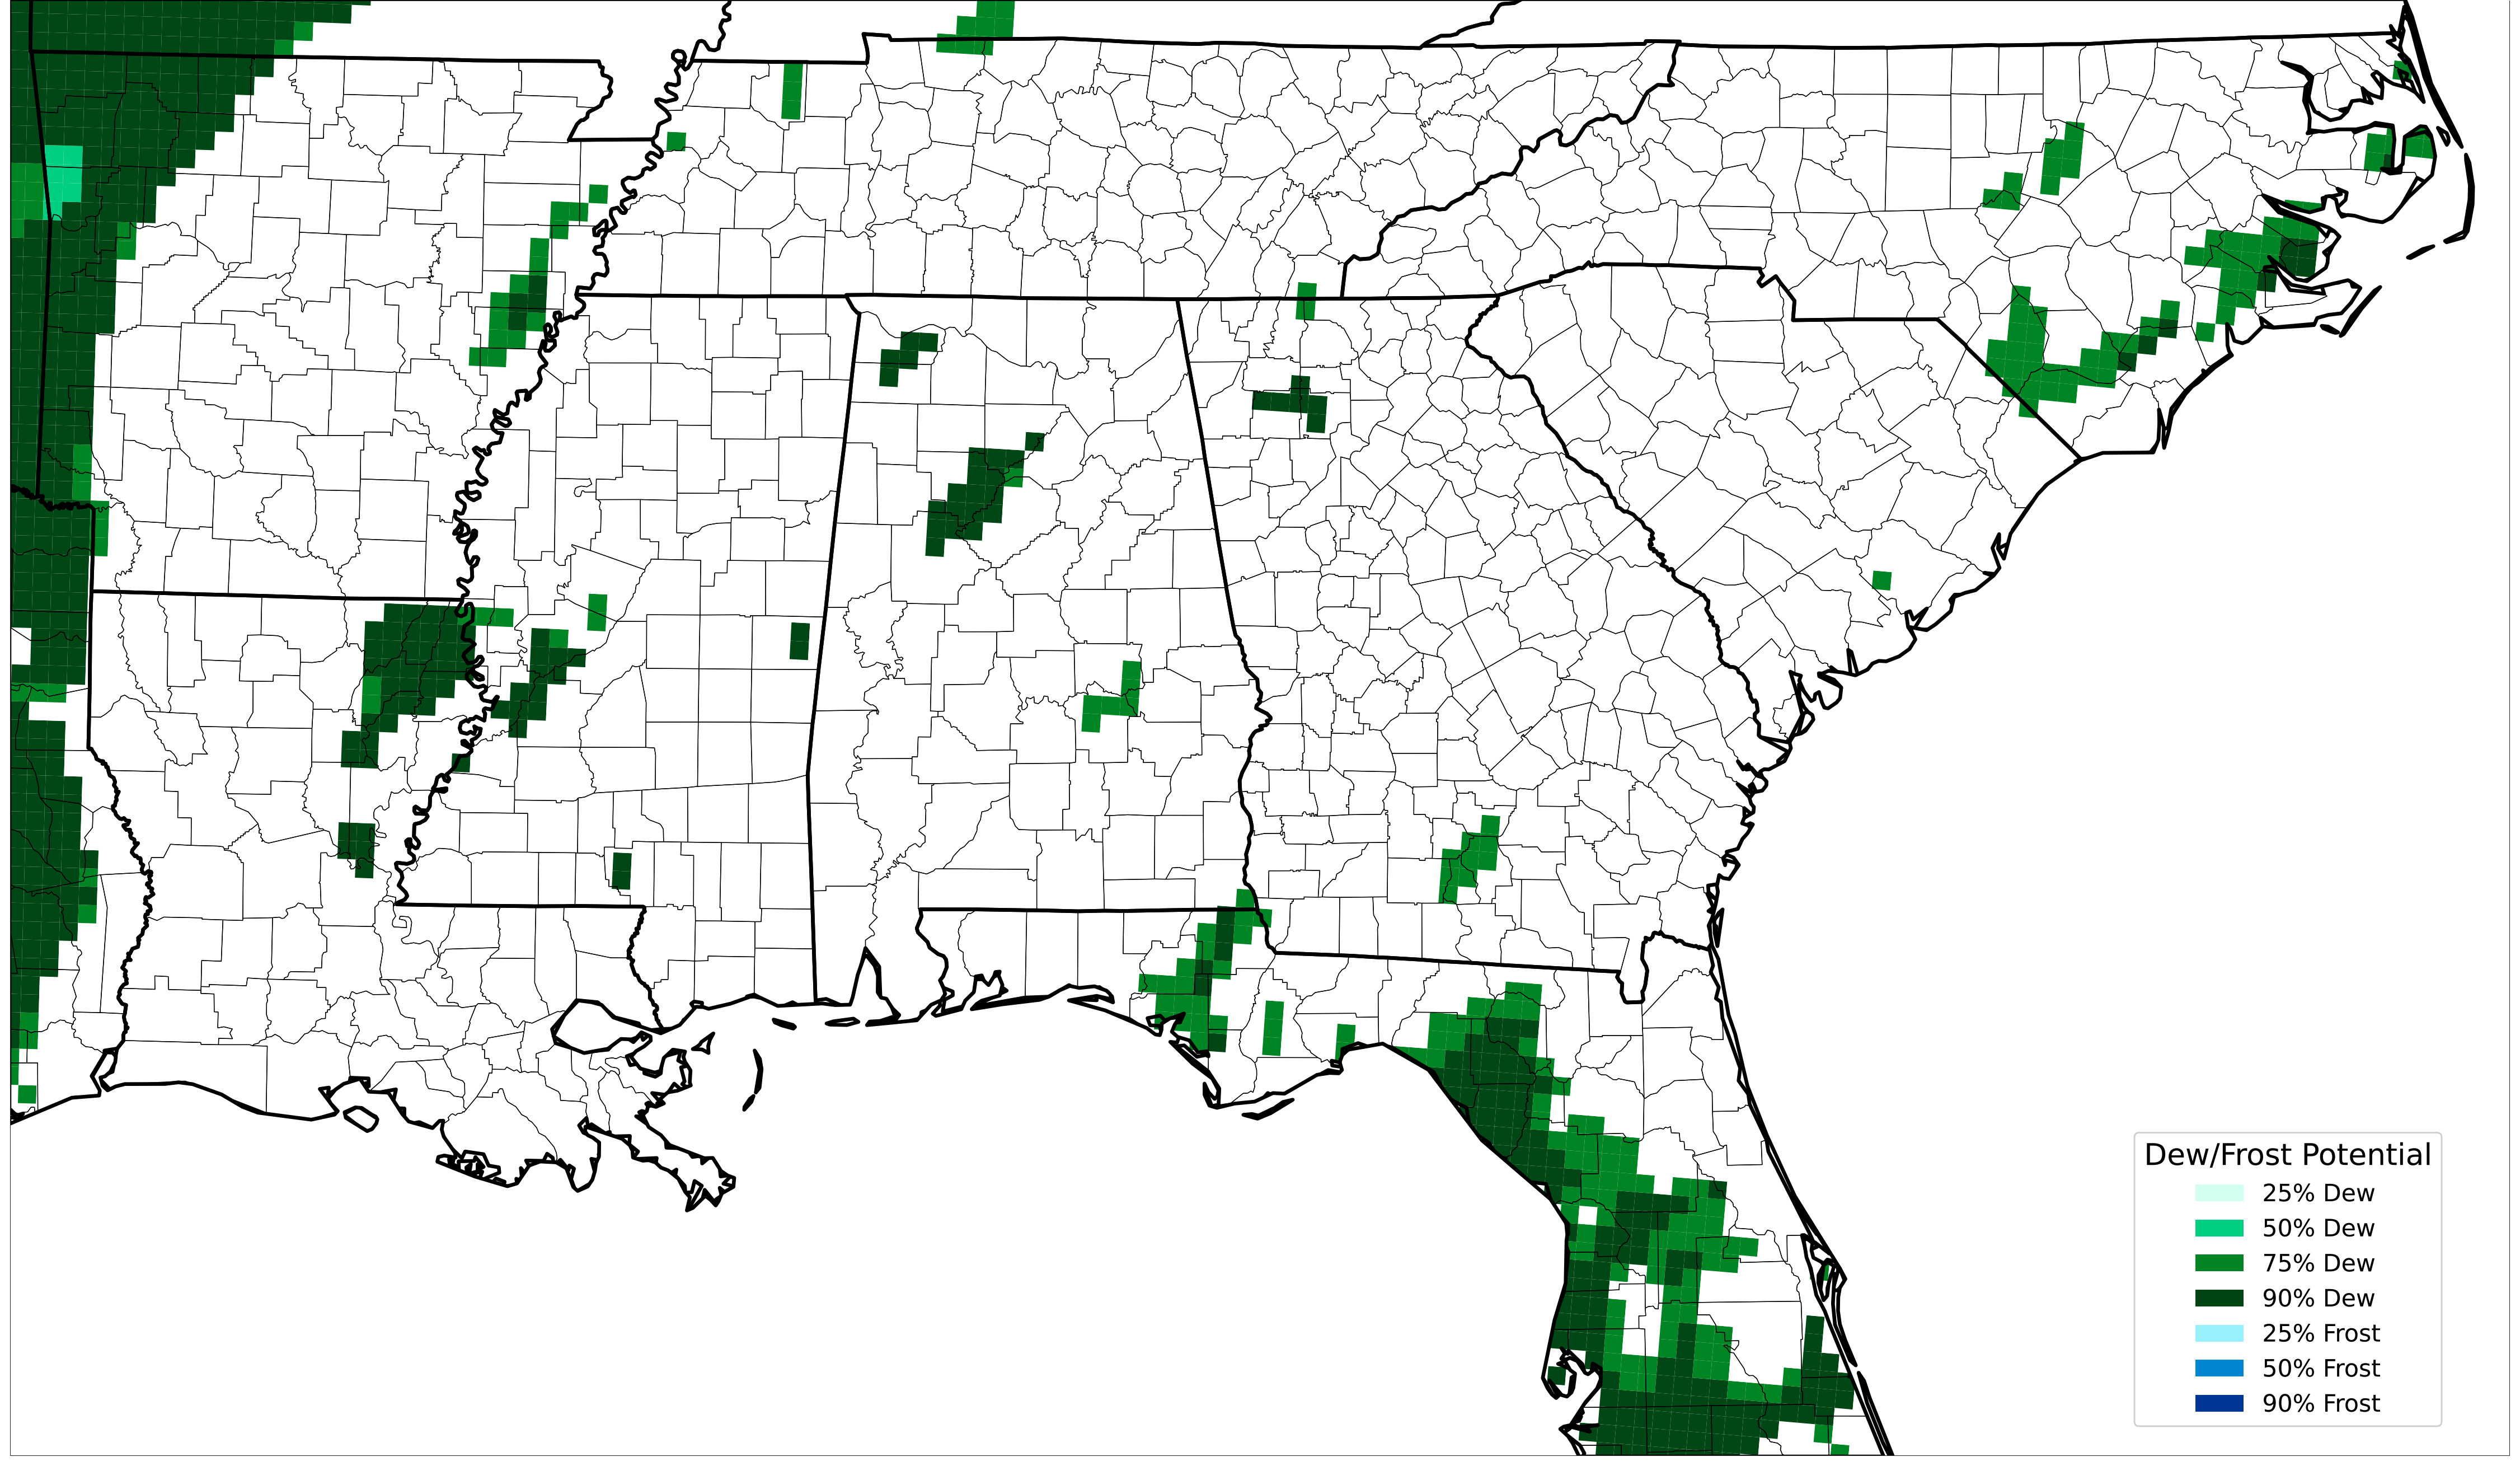 Dew/Frost Potential
25% Dew
50% Dew
75% Dew
90% Dew
25% Frost
50% Frost
90% Frost